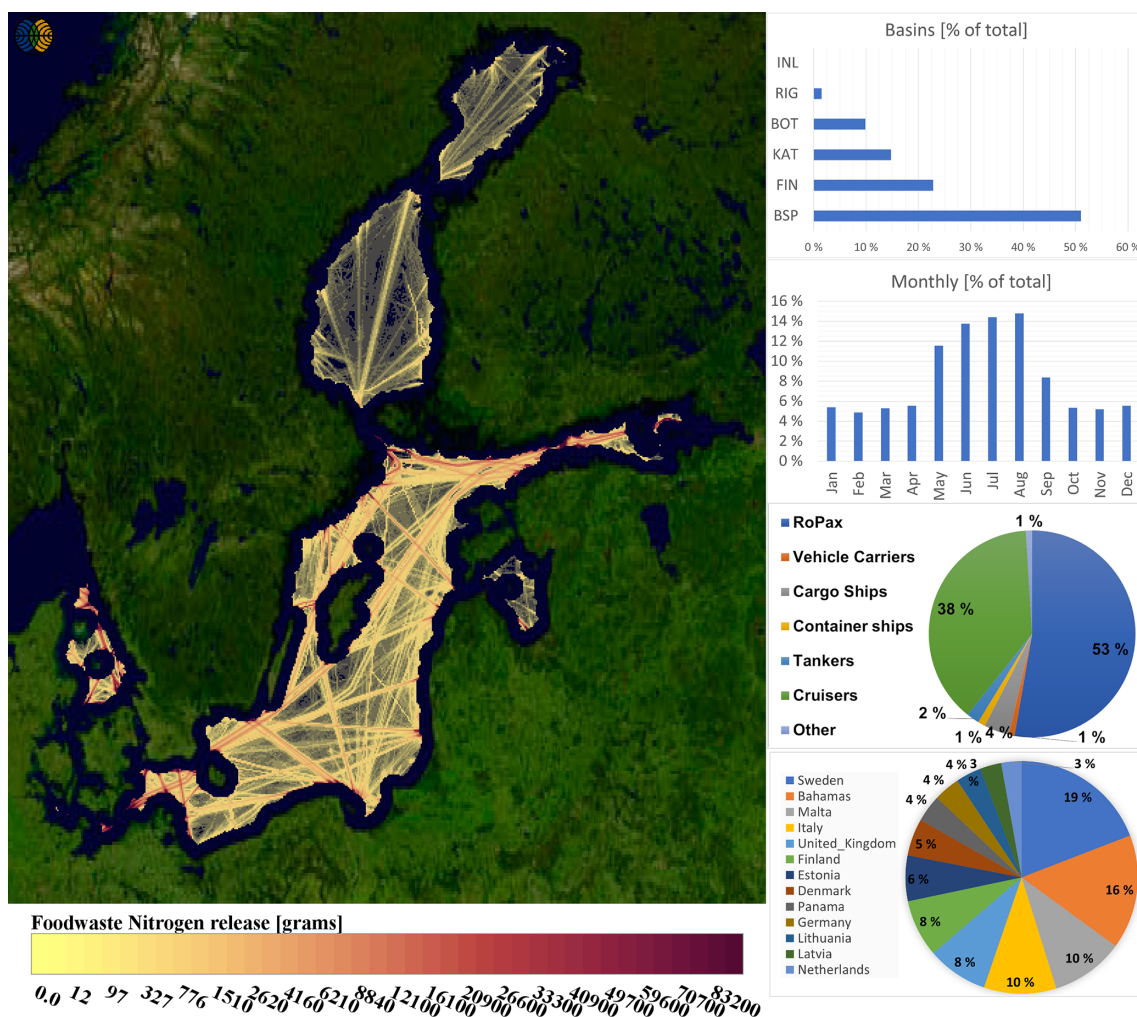 Basins [% of total]
INL
RIG
BOT
KAT
FIN
BSP
0 % 10 % 20 % 30 % 40 % 50 % 60 %
Monthly [% of total]
16 %
14 %
12 %
10 %
8 %
6 %
4 %
2 %
0 %
Jan Feb Mar Apr May Jun Jul Aug Sep Oct Nov Dec
RoPax
Vehicle Carriers
Cargo Ships
Container ships
Tankers
Cruisers
Other
1 %
38 %
53 %
2 %
1 %
4 %
1 %
Sweden
Bahamas
Malta
Italy
United_Kingdom
Finland
Estonia
Denmark
Panama
Germany
Lithuania
Latvia
Netherlands
4 % 3 % 3 %
4 %
4 %
5 %
6 %
8 %
8 %
10 %
10 %
16 %
19 %
Foodwaste Nitrogen release [grams]
0.0 12 97 327 776 1510 2620 4160 6210 8840 12100 16100 20900 26600 33300 40900 49700 59600 70700 83200